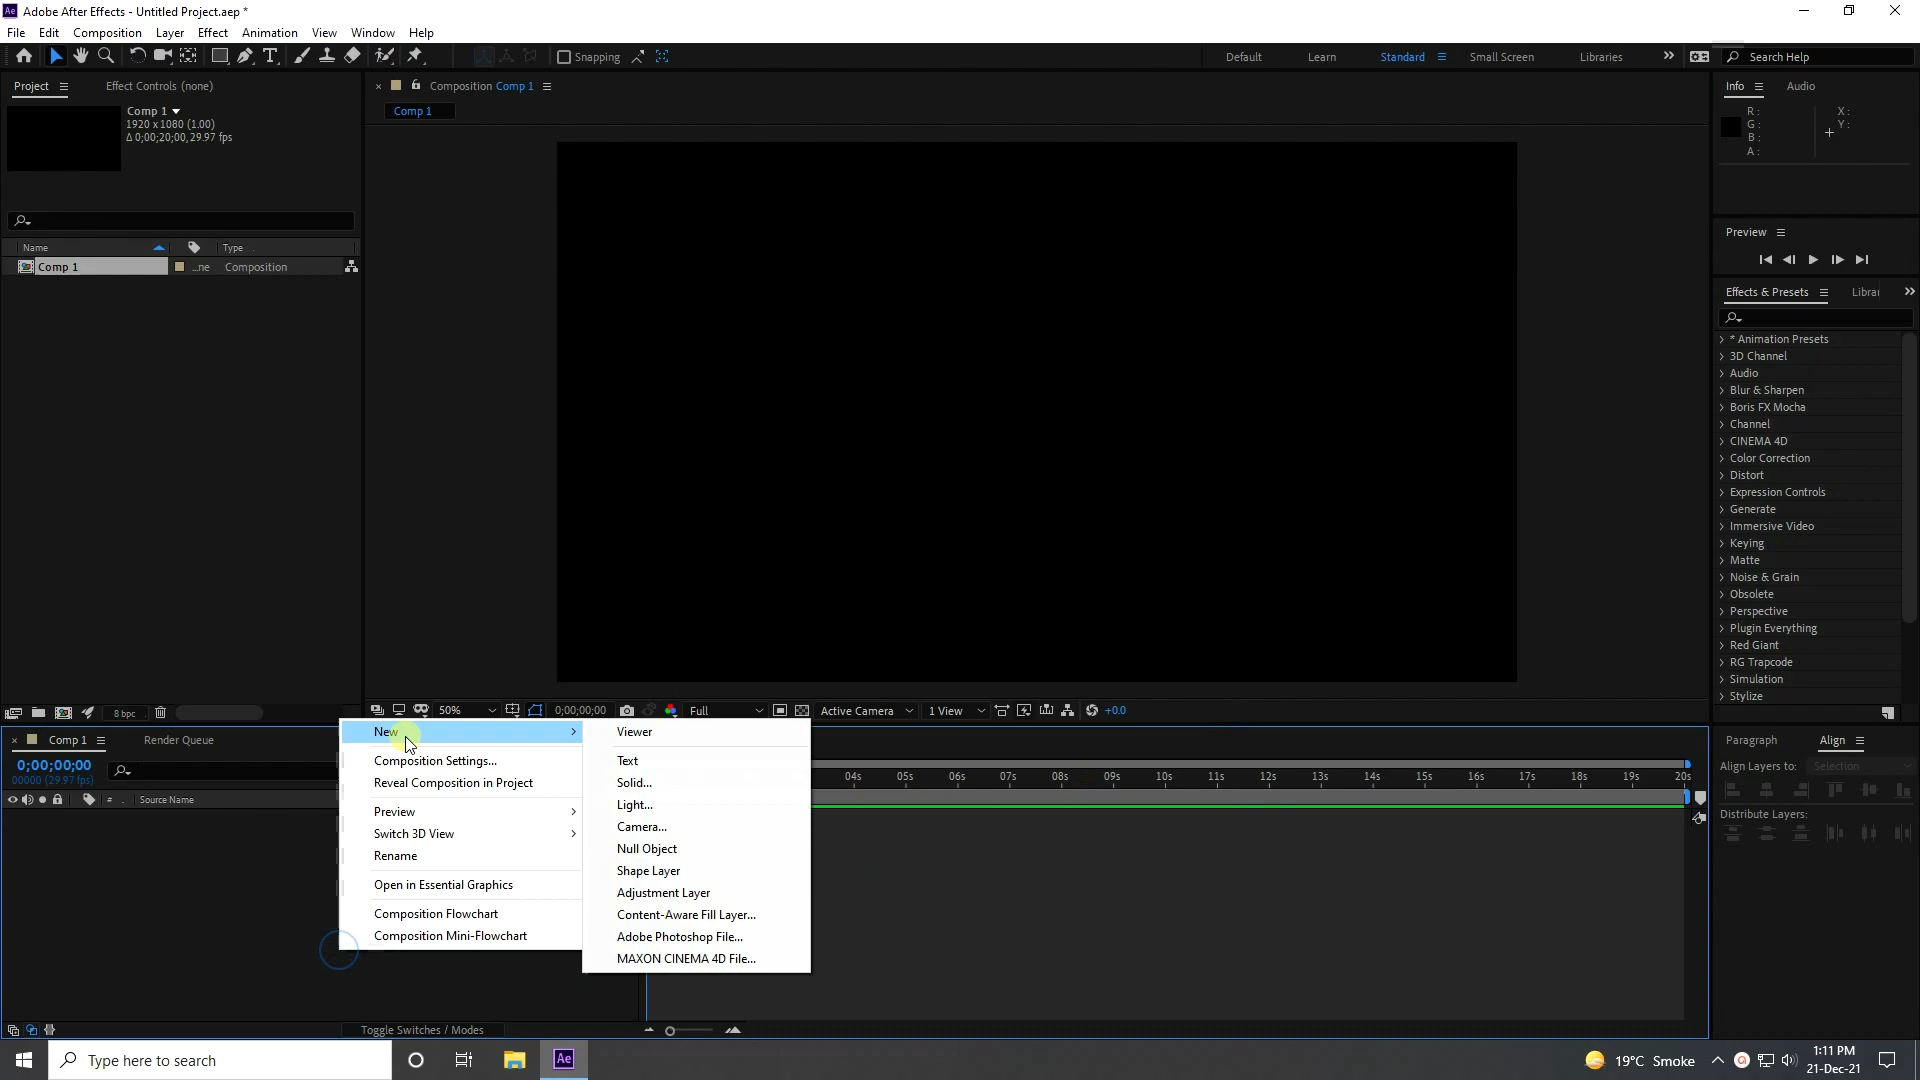 Adobe After Effects - Untitled Project.aep *
File Edit Composition Layer Effect Animation View Window Help
Snapping
Default Learn Standard Small Screen Libraries Search Help
Project Effect Controls (none)
Comp 1
1920 x 1080 (1.00)
Δ 0;00;20;00, 29.97 fps
Name Type
Comp 1 ...ne Composition
8 bpc
Composition Comp 1
Comp 1
50% 0;00;00;00 Full Active Camera 1 View +0.0
Info Audio
R :
G :
B :
A :
X :
Y :
Preview
Effects & Presets Librar
* Animation Presets
3D Channel
Audio
Blur & Sharpen
Boris FX Mocha
Channel
CINEMA 4D
Color Correction
Distort
Expression Controls
Generate
Immersive Video
Keying
Matte
Noise & Grain
Obsolete
Perspective
Plugin Everything
Red Giant
RG Trapcode
Simulation
Stylize
Comp 1 Render Queue
0;00;00;00
00000 (29.97 fps)
# Source Name
New
Composition Settings...
Reveal Composition in Project
Preview
Switch 3D View
Rename
Open in Essential Graphics
Composition Flowchart
Composition Mini-Flowchart
Viewer
Text
Solid...
Light...
Camera...
Null Object
Shape Layer
Adjustment Layer
Content-Aware Fill Layer...
Adobe Photoshop File...
MAXON CINEMA 4D File...
04s 05s 06s 07s 08s 09s 10s 11s 12s 13s 14s 15s 16s 17s 18s 19s 20s
Toggle Switches / Modes
Paragraph Align
Align Layers to: Selection
Distribute Layers:
Type here to search
Ae
19°C Smoke
1:11 PM
21-Dec-21